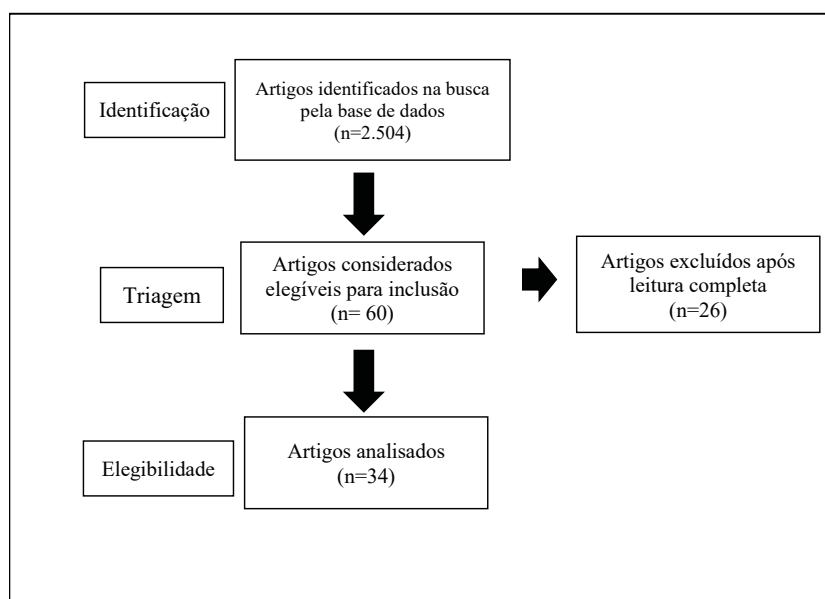 Identificação
Artigos identificados na busca
pela base de dados
(n=2.504)
Triagem
Artigos considerados
elegíveis para inclusão
(n= 60)
Artigos excluídos após
leitura completa
(n=26)
Elegibilidade
Artigos analisados
(n=34)